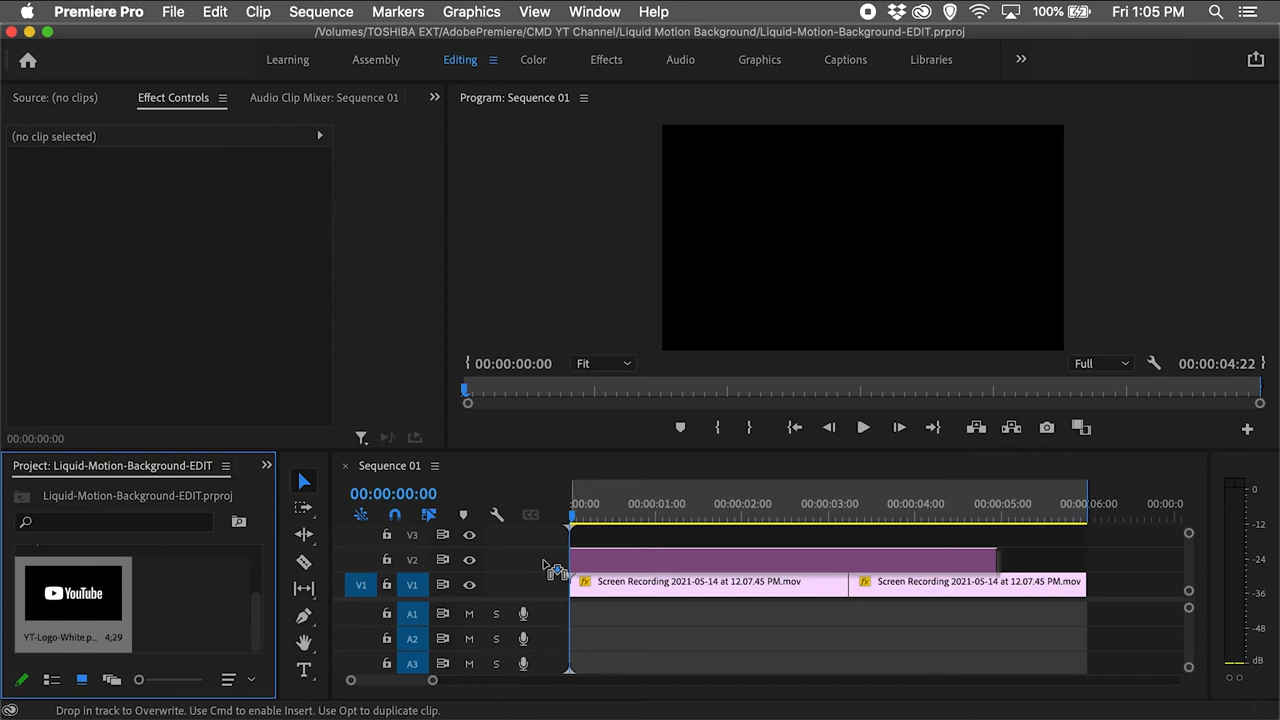 Premiere Pro File Edit Clip Sequence Markers Graphics View Window Help 100% Fri 1:05 PM
/Volumes/TOSHIBA EXT/AdobePremiere/CMD YT Channel/Liquid Motion Background/Liquid-Motion-Background-EDIT.prproj
Learning Assembly Editing Color Effects Audio Graphics Captions Libraries
Source: (no clips) Effect Controls Audio Clip Mixer: Sequence 01 Program: Sequence 01
(no clip selected)
00:00:00:00 Fit Full 00:00:04:22
00:00:00:00
Project: Liquid-Motion-Background-EDIT Sequence 01
Liquid-Motion-Background-EDIT.prproj 00:00:00:00
:00:00 00:00:01:00 00:00:02:00 00:00:03:00 00:00:04:00 00:00:05:00 00:00:06:00 00:00:0
CC
V3
V2
V1 V1 fx Screen Recording 2021-05-14 at 12.07.45 PM.mov fx Screen Recording 2021-05-14 at 12.07.45 PM.mov
YouTube
YT-Logo-White.p... 4;29
A1 M S
A2 M S
A3 M S
0
-12
-24
-36
-48
dB
Drop in track to Overwrite. Use Cmd to enable Insert. Use Opt to duplicate clip.